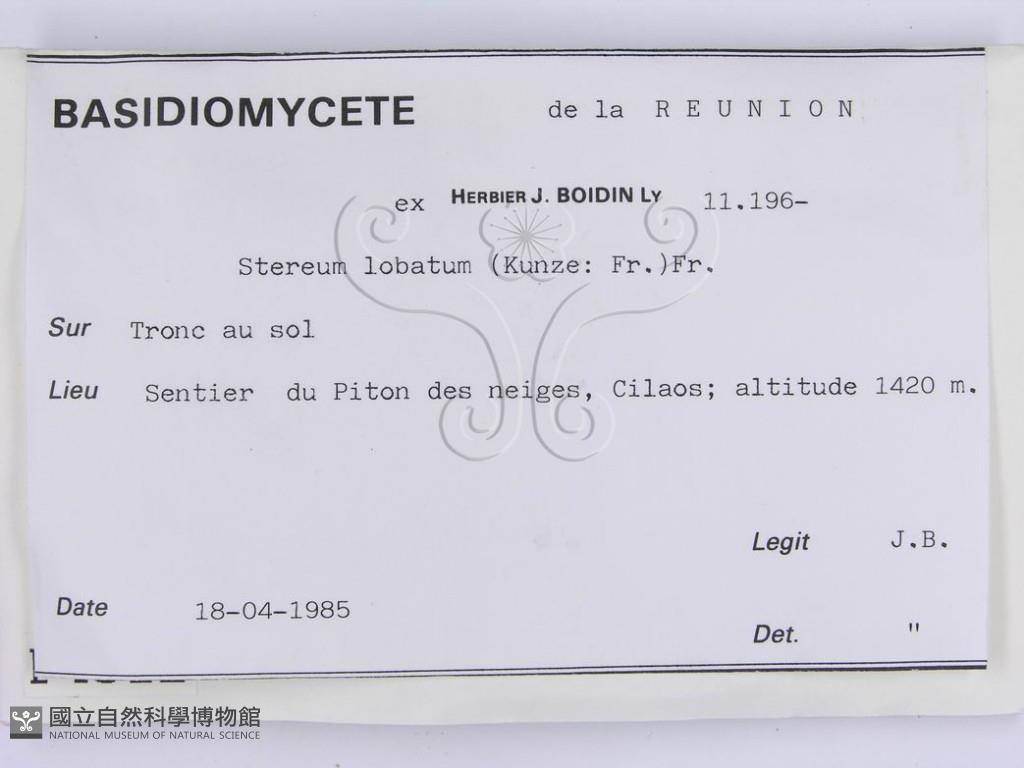 BASIDIOMYCETE de la REUNION
ex HERBIER J. BOIDIN LY 11.196-
Stereum lobatum (Kunze: Fr.)Fr.
Sur Tronc au sol
Lieu Sentier du Piton des neiges, Cilaos; altitude 1420 m.
Legit J.B.
Date 18-04-1985
Det. "
國立自然科學博物館
NATIONAL MUSEUM OF NATURAL SCIENCE